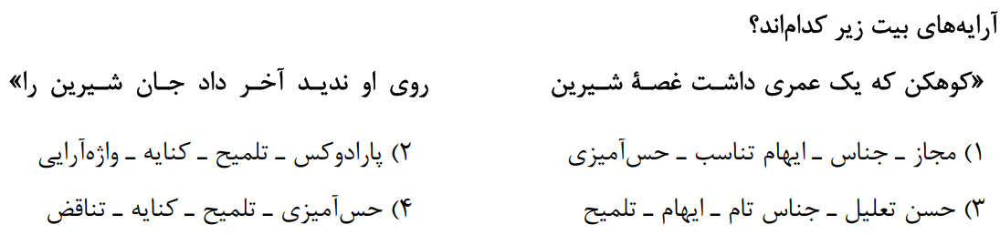 آرایه‌های بیت زیر کدام‌اند؟
«کوهکن که یک عمری داشت غصۀ شیرین روی او ندید آخر داد جان شیرین را»
۱) مجاز ـ جناس ـ ایهام تناسب ـ حس‌آمیزی ۲) پارادوکس ـ تلمیح ـ کنایه ـ واژه‌آرایی
۳) حسن تعلیل ـ جناس تام ـ ایهام ـ تلمیح ۴) حس‌آمیزی ـ تلمیح ـ کنایه ـ تناقض